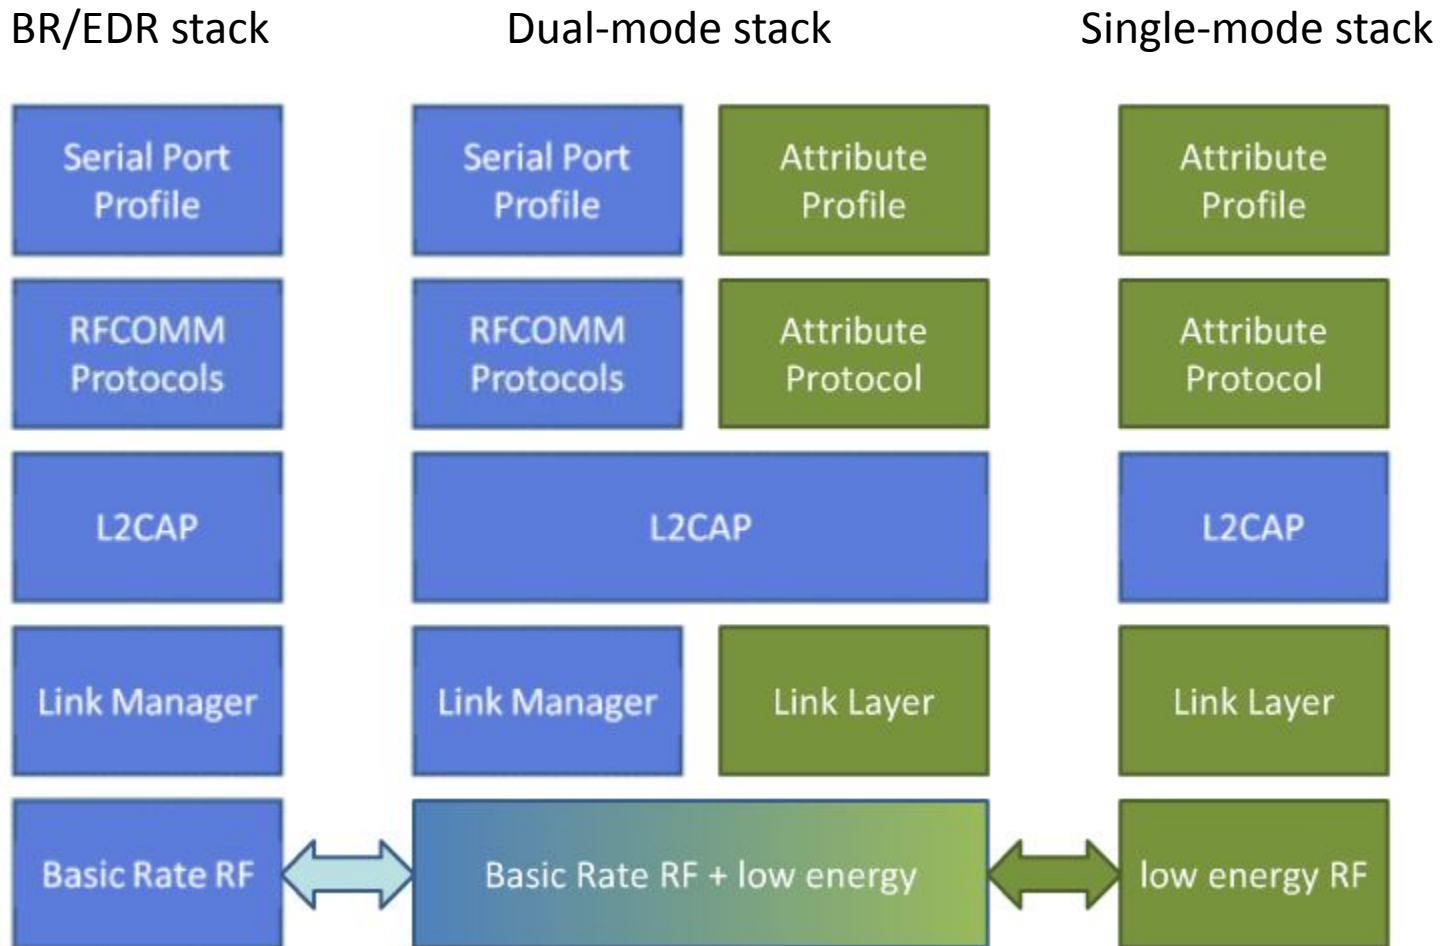 BR/EDR stack
Dual-mode stack
Single-mode stack
Serial Port
Profile
Serial Port
Profile
Attribute
Profile
Attribute
Profile
RFCOMM
Protocols
RFCOMM
Protocols
Attribute
Protocol
Attribute
Protocol
L2CAP
L2CAP
L2CAP
Link Manager
Link Manager
Link Layer
Link Layer
Basic Rate RF
Basic Rate RF + low energy
low energy RF